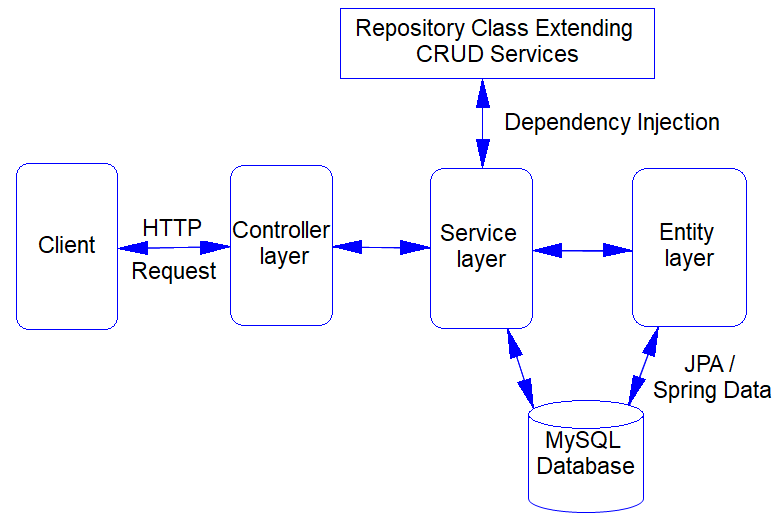 Repository Class Extending
CRUD Services
Dependency Injection
Client
HTTP
Request
Controller
layer
Service
layer
Entity
layer
JPA /
Spring Data
MySQL
Database